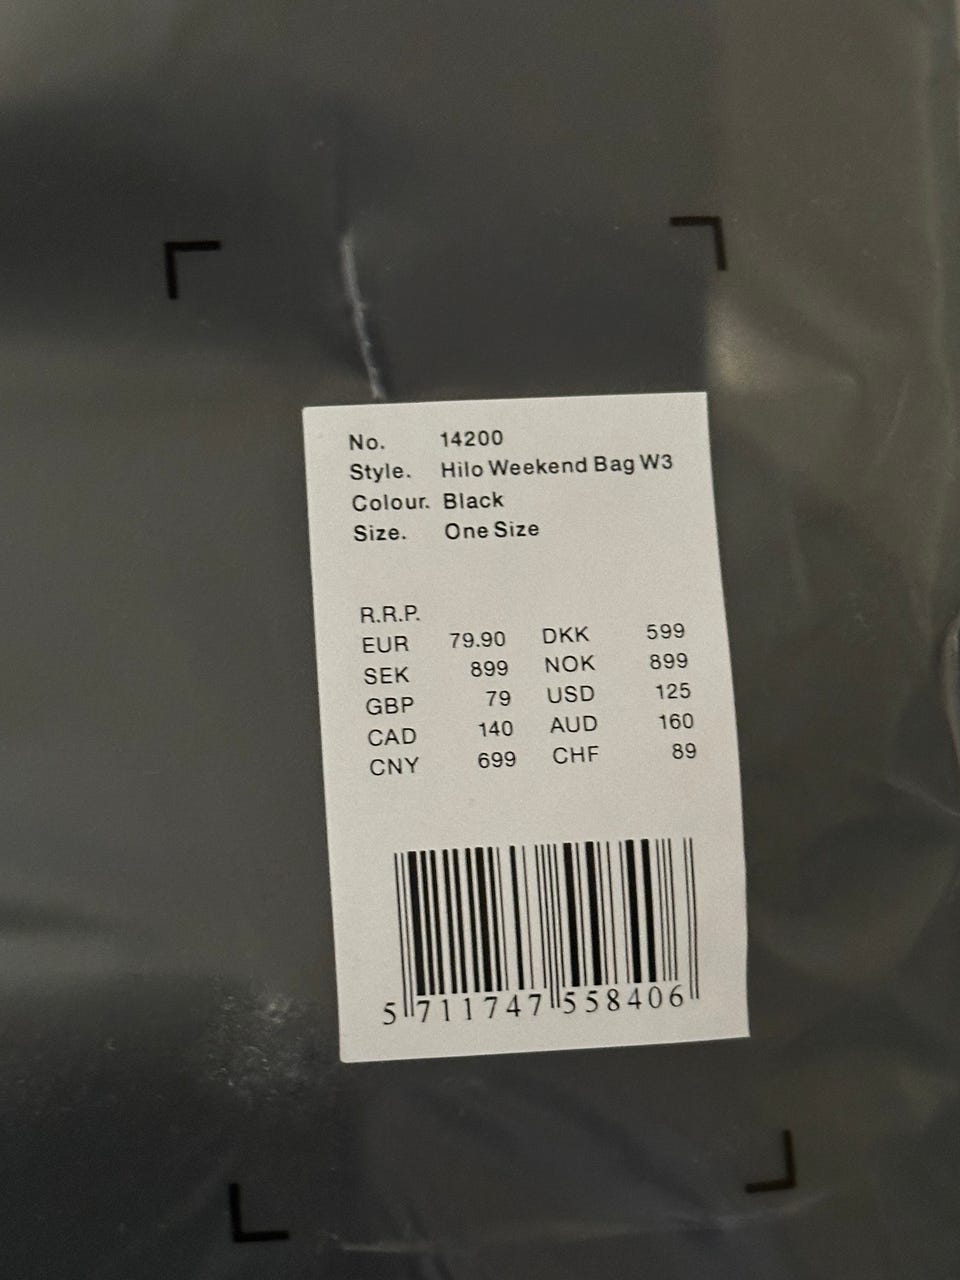 No. 14200
Style. Hilo Weekend Bag W3
Colour. Black
Size. One Size
R.R.P.
EUR 79.90 DKK 599
SEK 899 NOK 899
GBP 79 USD 125
CAD 140 AUD 160
CNY 699 CHF 89
5 711747 558406